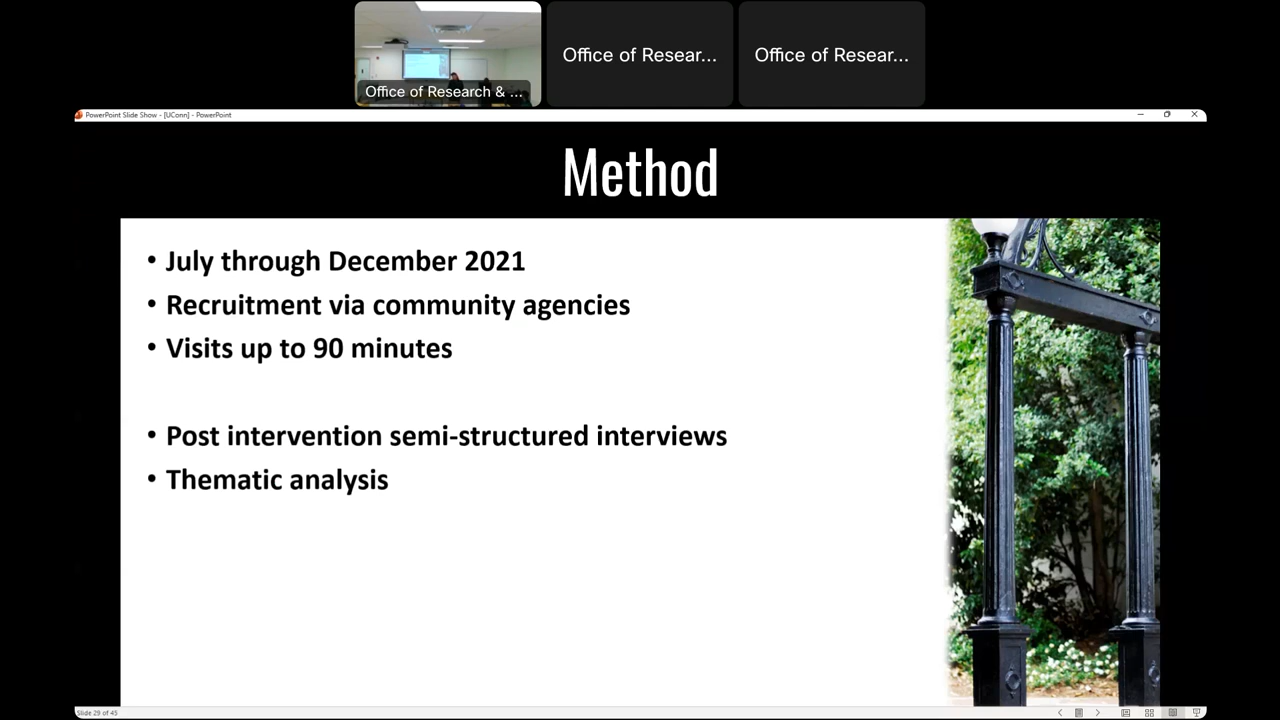 Office of Research & ...
Office of Resear...
Office of Resear...
PowerPoint Slide Show - [UConn] - PowerPoint
Method
• July through December 2021
• Recruitment via community agencies
• Visits up to 90 minutes
• Post intervention semi-structured interviews
• Thematic analysis
Slide 29 of 45